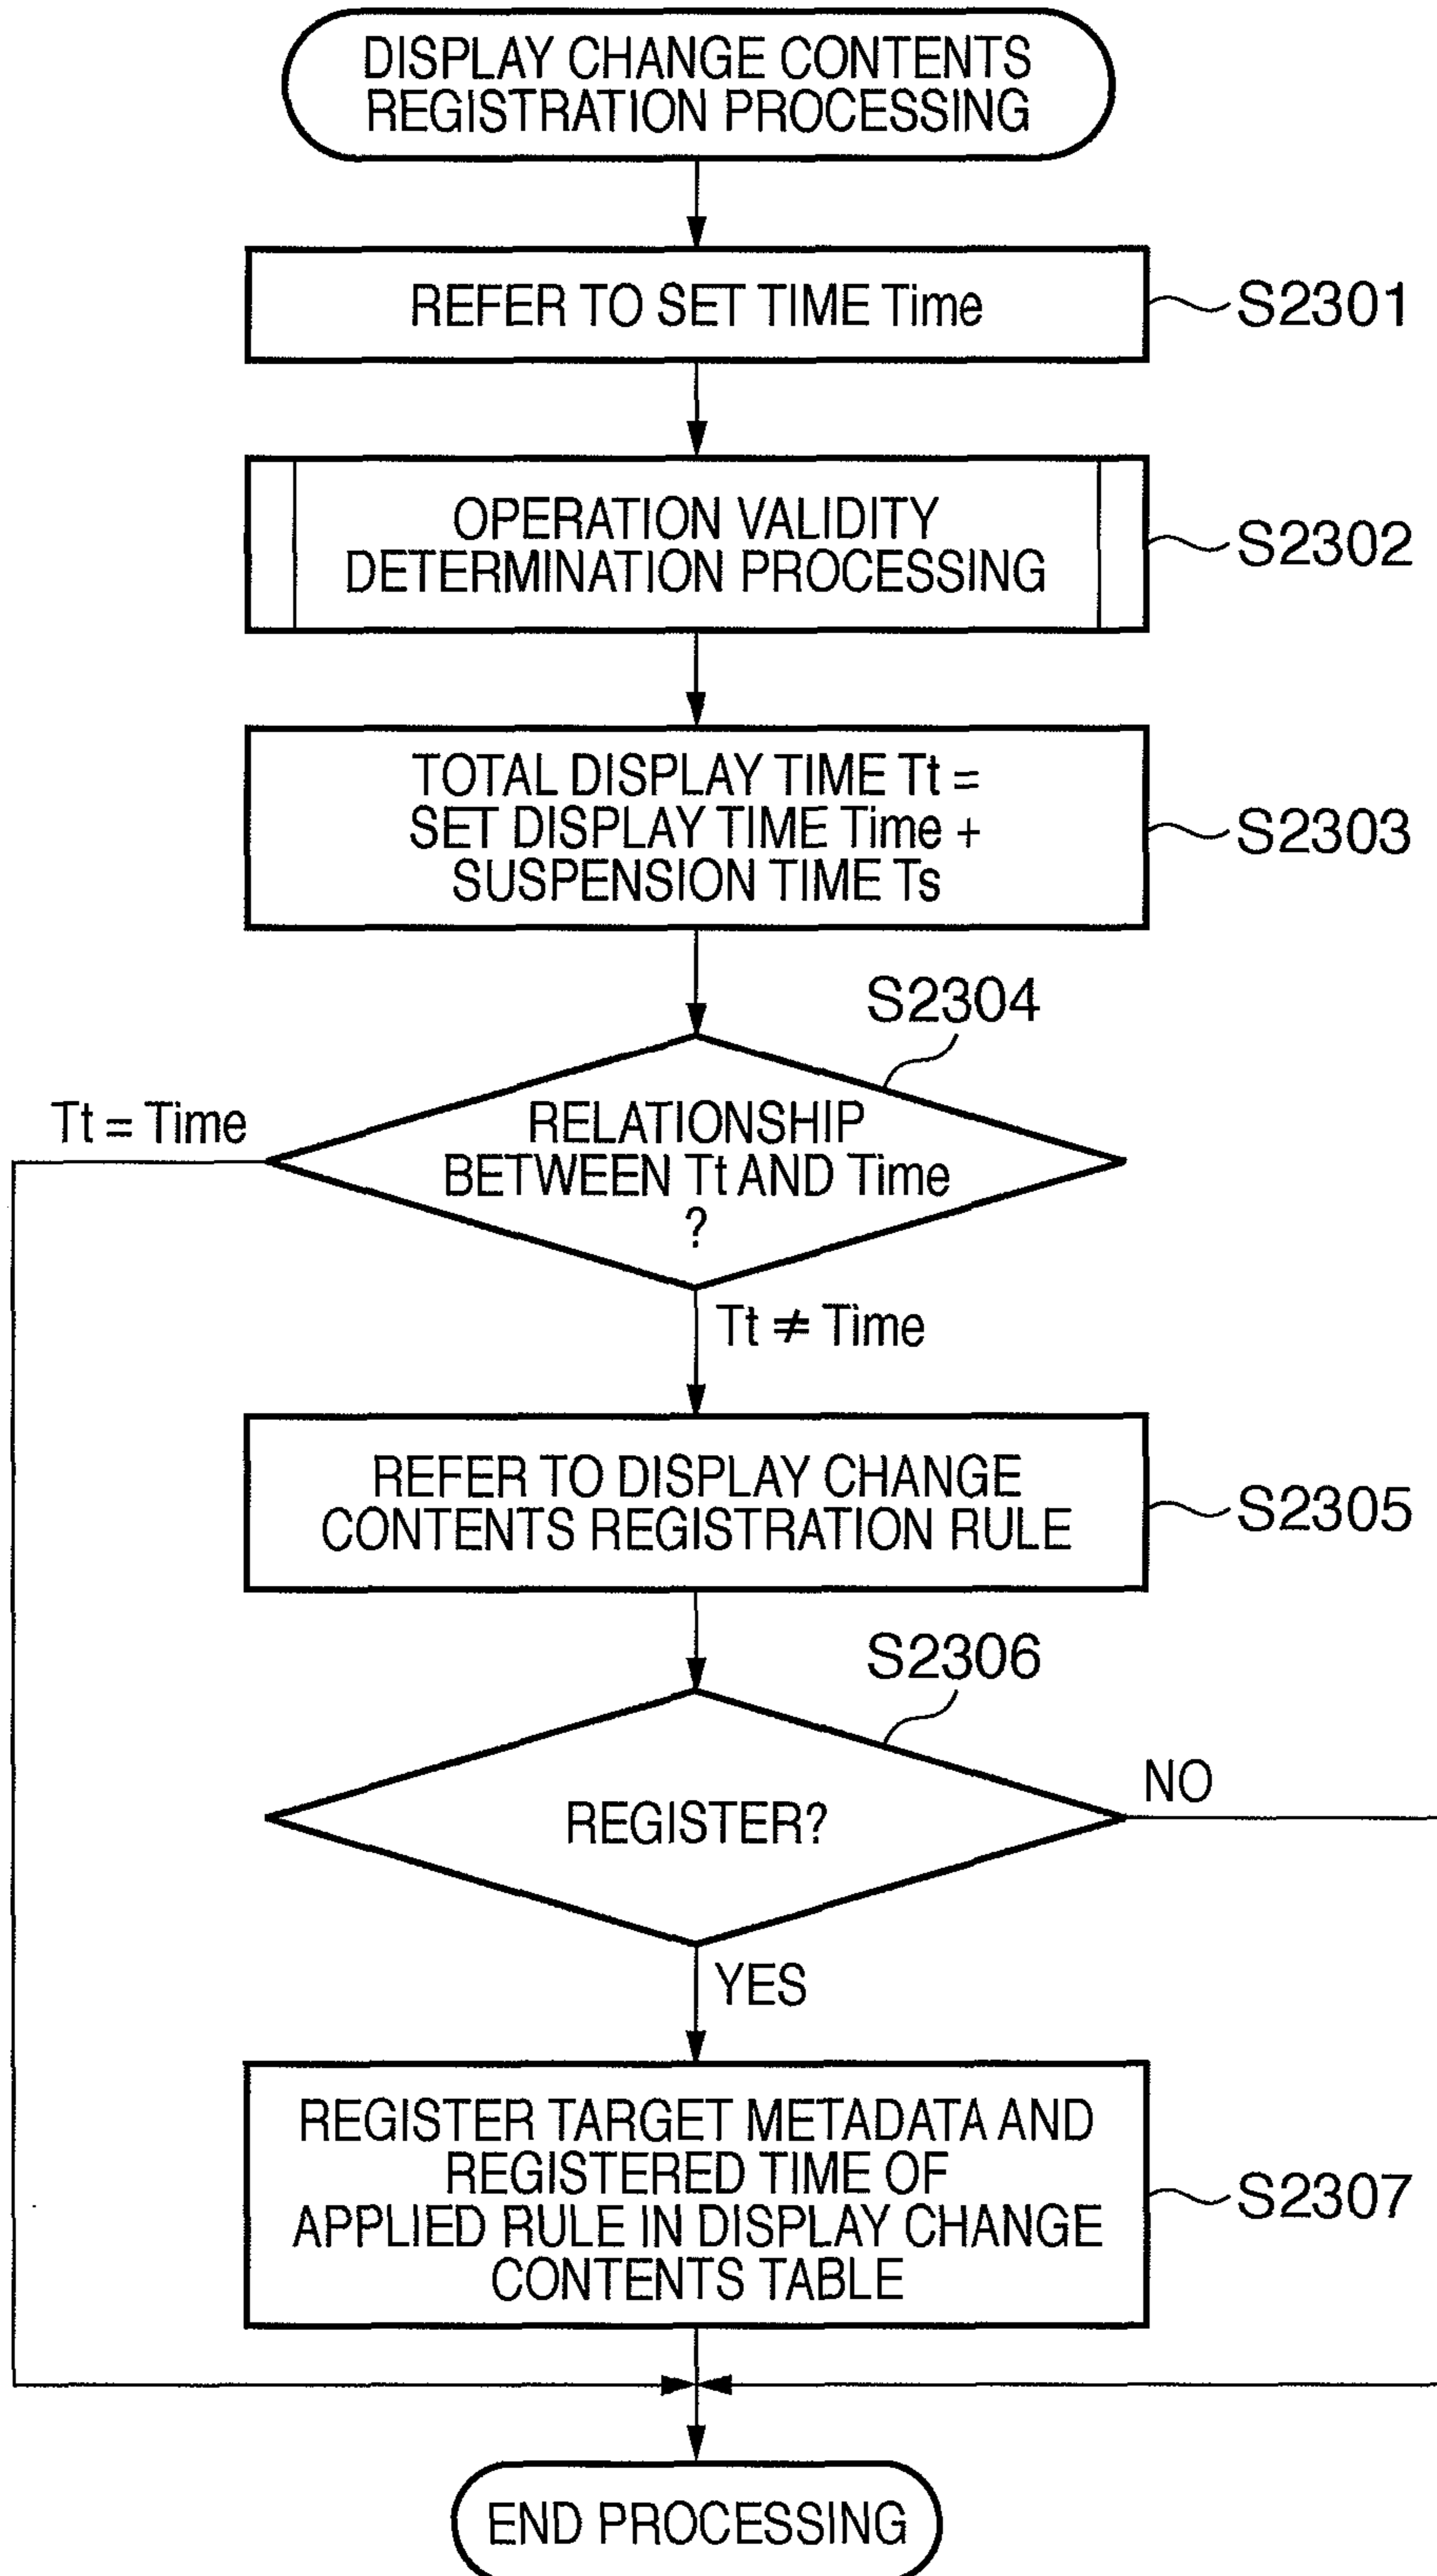 DISPLAY CHANGE CONTENTS
REGISTRATION PROCESSING
REFER TO SET TIME Time
S2301
OPERATION VALIDITY
DETERMINATION PROCESSING
S2302
TOTAL DISPLAY TIME Tt =
SET DISPLAY TIME Time +
SUSPENSION TIME Ts
S2303
S2304
Tt = Time
RELATIONSHIP
BETWEEN Tt AND Time
?
Tt ≠ Time
REFER TO DISPLAY CHANGE
CONTENTS REGISTRATION RULE
S2305
S2306
REGISTER?
NO
YES
REGISTER TARGET METADATA AND
REGISTERED TIME OF
APPLIED RULE IN DISPLAY CHANGE
CONTENTS TABLE
S2307
END PROCESSING